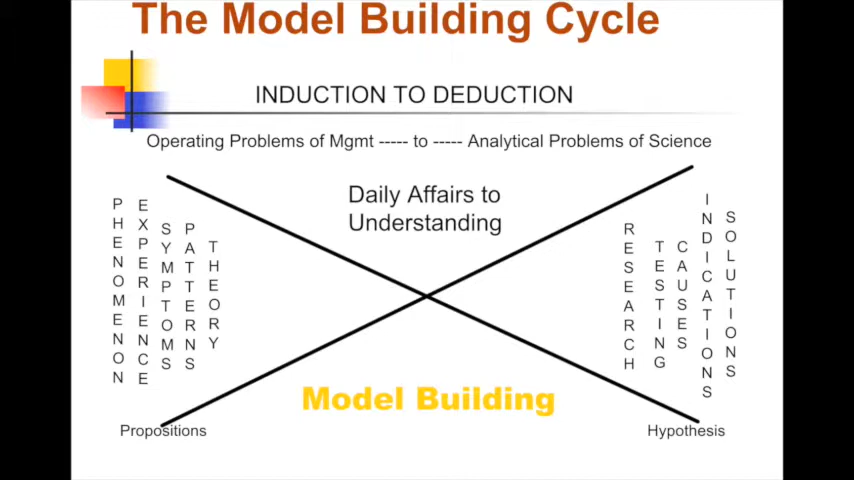 The Model Building Cycle
INDUCTION TO DEDUCTION
Operating Problems of Mgmt ----- to ----- Analytical Problems of Science
Daily Affairs to
Understanding
PHENOMENON
EXPERIENCE
SYMPTOMS
PATTERNS
THEORY
RESEARCH
TESTING
CAUSES
INDICATIONS
SOLUTIONS
Model Building
Propositions
Hypothesis